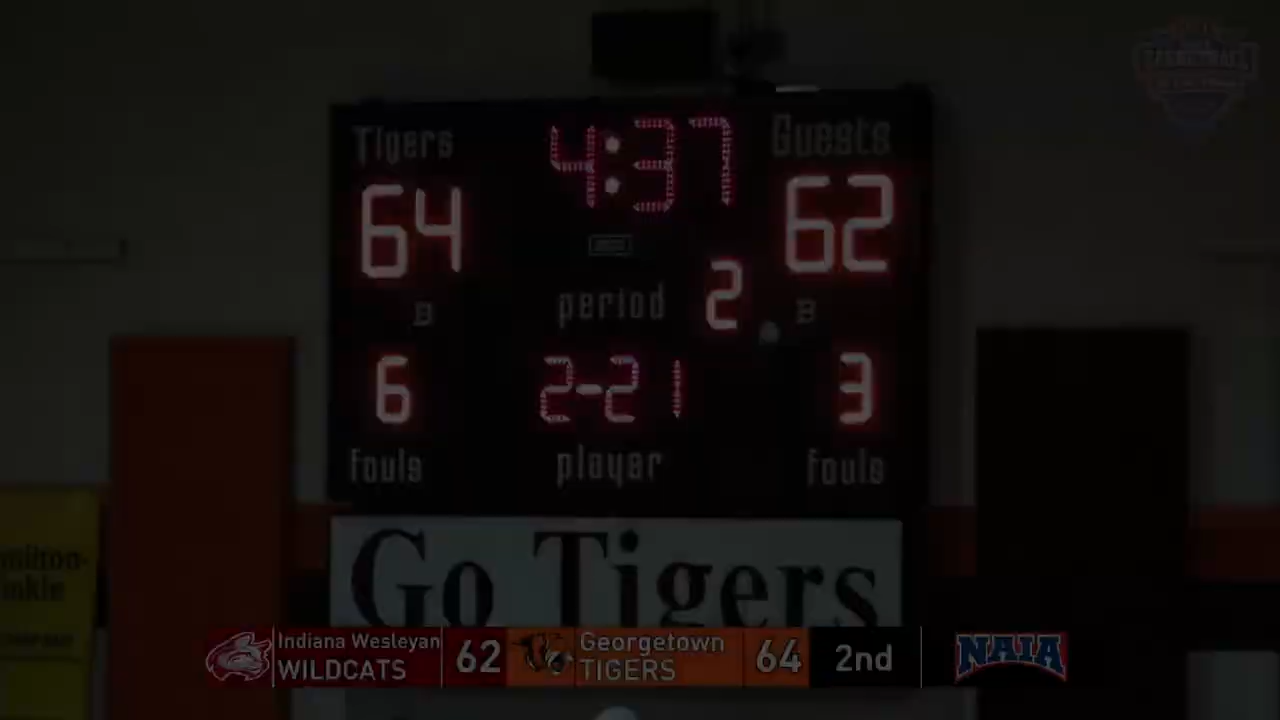 Tigers 4:37 Guests
64 62
period 2
B B
6 2-21 3
fouls player fouls
Go Tigers
Indiana Wesleyan
WILDCATS
62
Georgetown
TIGERS
64
2nd
NAIA